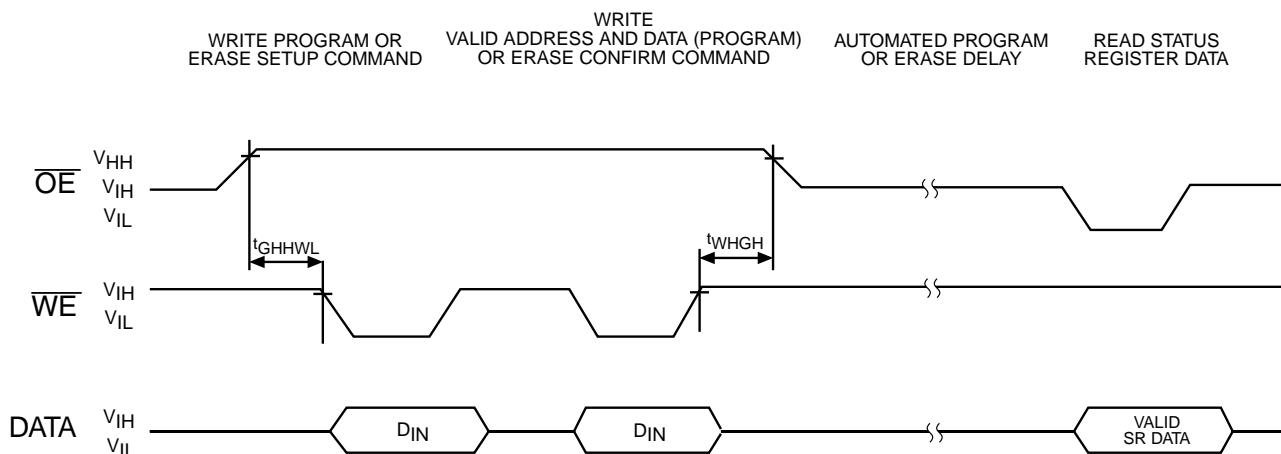 WRITE PROGRAM OR
ERASE SETUP COMMAND
WRITE
VALID ADDRESS AND DATA (PROGRAM)
OR ERASE CONFIRM COMMAND
AUTOMATED PROGRAM
OR ERASE DELAY
READ STATUS
REGISTER DATA
OE
VHH
VIH
VIL
tGHHWL
tWHGH
WE
VIH
VIL
DATA
VIH
VIL
DIN
DIN
VALID
SR DATA